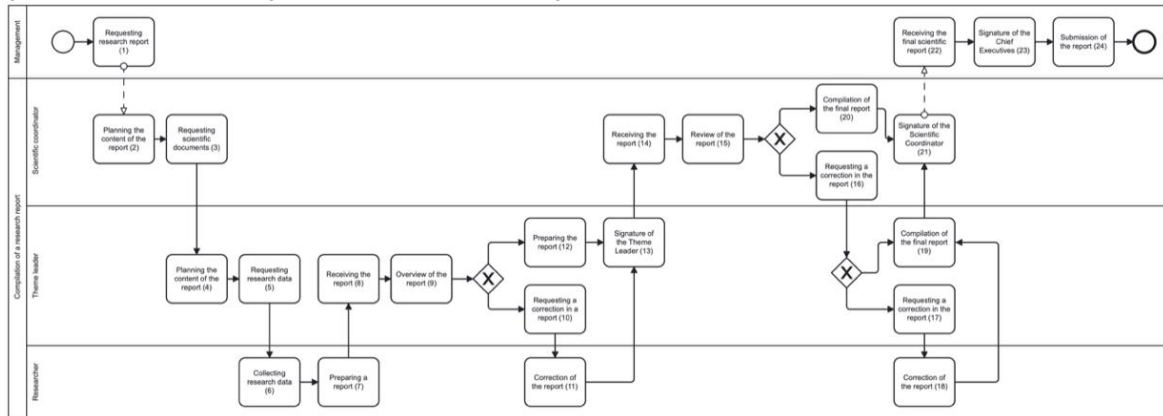 Management
Requesting
research report
(1)
Receiving the
final scientific
report (22)
Signature of the
Chief
Executives (23)
Submission of
the report (24)
Compilation of a research report
Scientific coordinator
Planning the
content of the
report (2)
Requesting
scientific
documents (3)
Receiving the
report (14)
Review of the
report (15)
X
Compilation of
the final report
(20)
Requesting a
correction in the
report (16)
Signature of the
Scientific
Coordinator
(21)
Theme leader
Planning the
content of the
report (4)
Requesting
research data
(5)
Receiving the
report (8)
Overview of the
report (9)
X
Preparing the
report (12)
Requesting a
correction in a
report (10)
Signature of
the Theme
Leader (13)
X
Compilation of
the final report
(19)
Requesting a
correction in the
report (17)
Researcher
Collecting
research data
(6)
Preparing a
report (7)
Correction of
the report (11)
Correction of
the report (18)